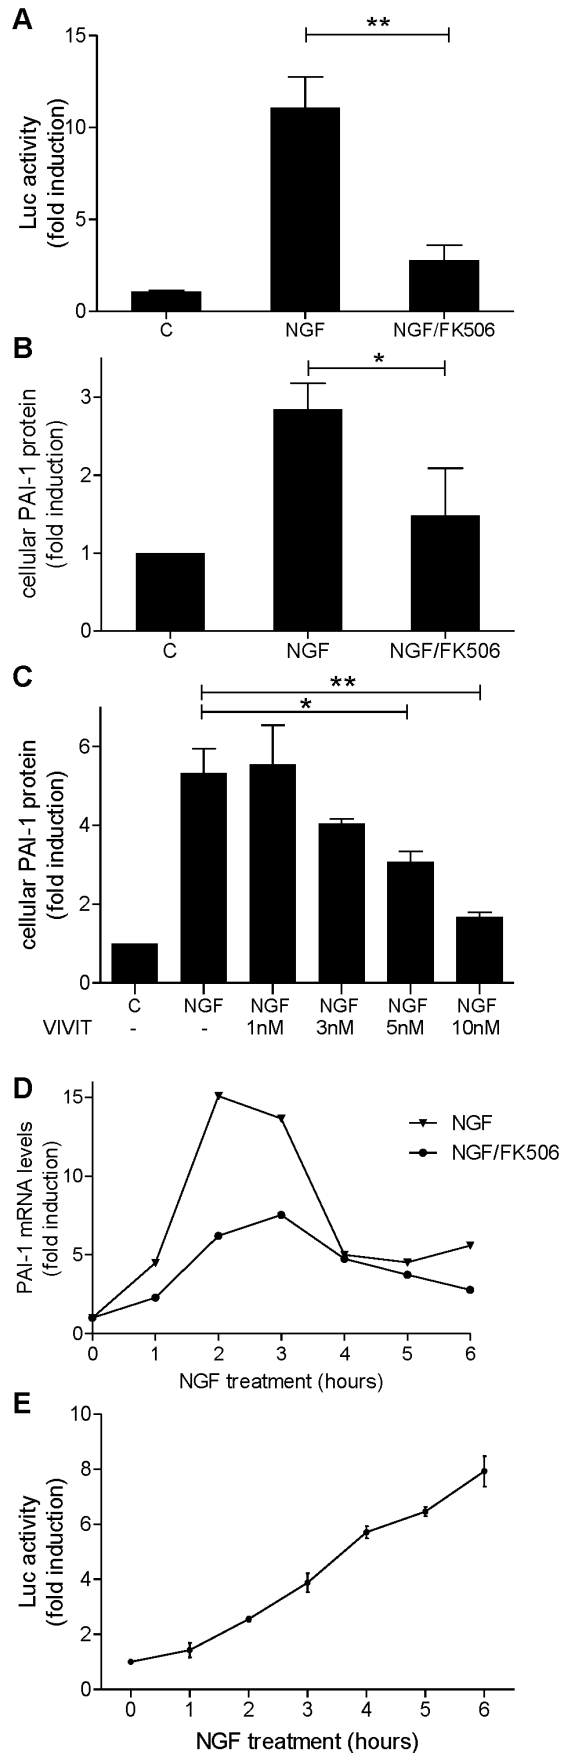 A
**
15
10
5
0
Luc activity
(fold induction)
C NGF NGF/FK506
B
*
3
2
1
0
cellular PAI-1 protein
(fold induction)
C NGF NGF/FK506
C
**
*
6
4
2
0
cellular PAI-1 protein
(fold induction)
C NGF NGF NGF NGF NGF
VIVIT - - 1nM 3nM 5nM 10nM
D
15
10
5
0
PAI-1 mRNA levels
(fold induction)
NGF
NGF/FK506
0 1 2 3 4 5 6
NGF treatment (hours)
E
10
8
6
4
2
0
Luc activity
(fold induction)
0 1 2 3 4 5 6
NGF treatment (hours)